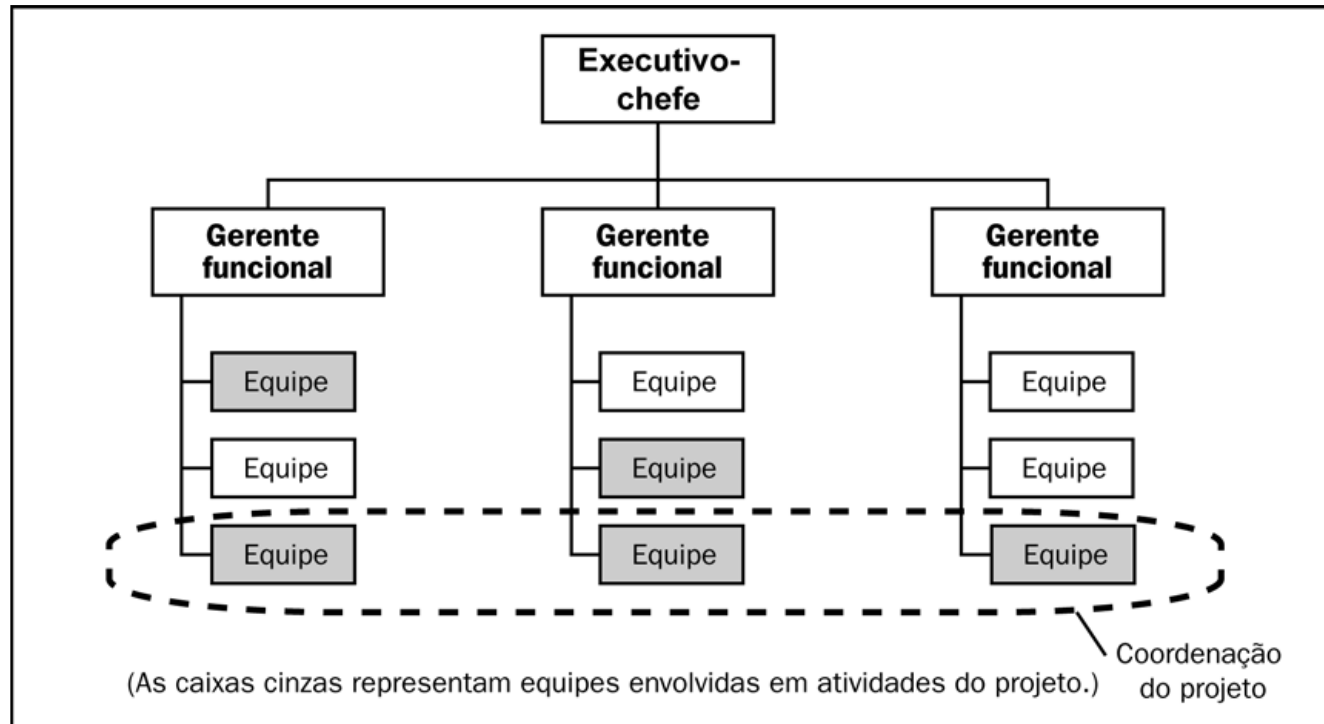 Executivo-
chefe
Gerente
funcional
Gerente
funcional
Gerente
funcional
Equipe
Equipe
Equipe
Equipe
Equipe
Equipe
Equipe
Equipe
Equipe
Coordenação
do projeto
(As caixas cinzas representam equipes envolvidas em atividades do projeto.)